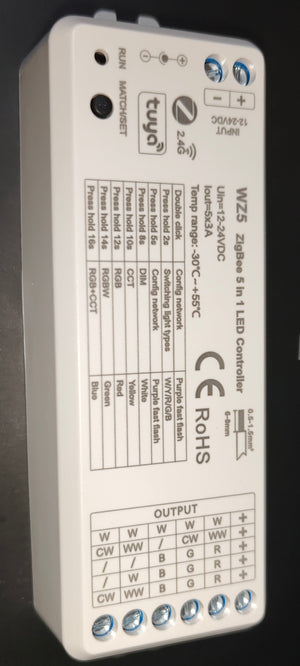 WZ5 ZigBee 5 in 1 LED Controller
Uin=12-24VDC
Iout=5x3A
Temp range: -30°C~+55°C
INPUT
12-24VDC
+
−
2.4G
tuya
RUN
MATCH/SET
Double click Config network Purple fast flash
Press hold 2s Switching light types W/Y/R/G/B
Press hold 5s Config network Purple fast flash
Press hold 8s DIM White
Press hold 10s CCT Yellow
Press hold 12s RGB Red
Press hold 14s RGBW Green
Press hold 16s RGB+CCT Blue
CE RoHS
0.5-1.5mm²
6-8mm
OUTPUT
W W W W W +
CW WW / CW WW +
/ / B G R +
/ W B G R +
CW WW B G R +